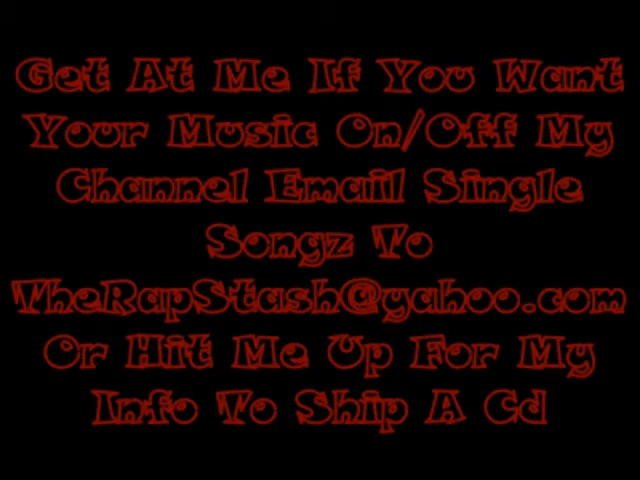 Get At Me If You Want
Your Music On/Off My
Channel Email Single
Songz To
TheRapStash@yahoo.com
Or Hit Me Up For My
Info To Ship A Cd